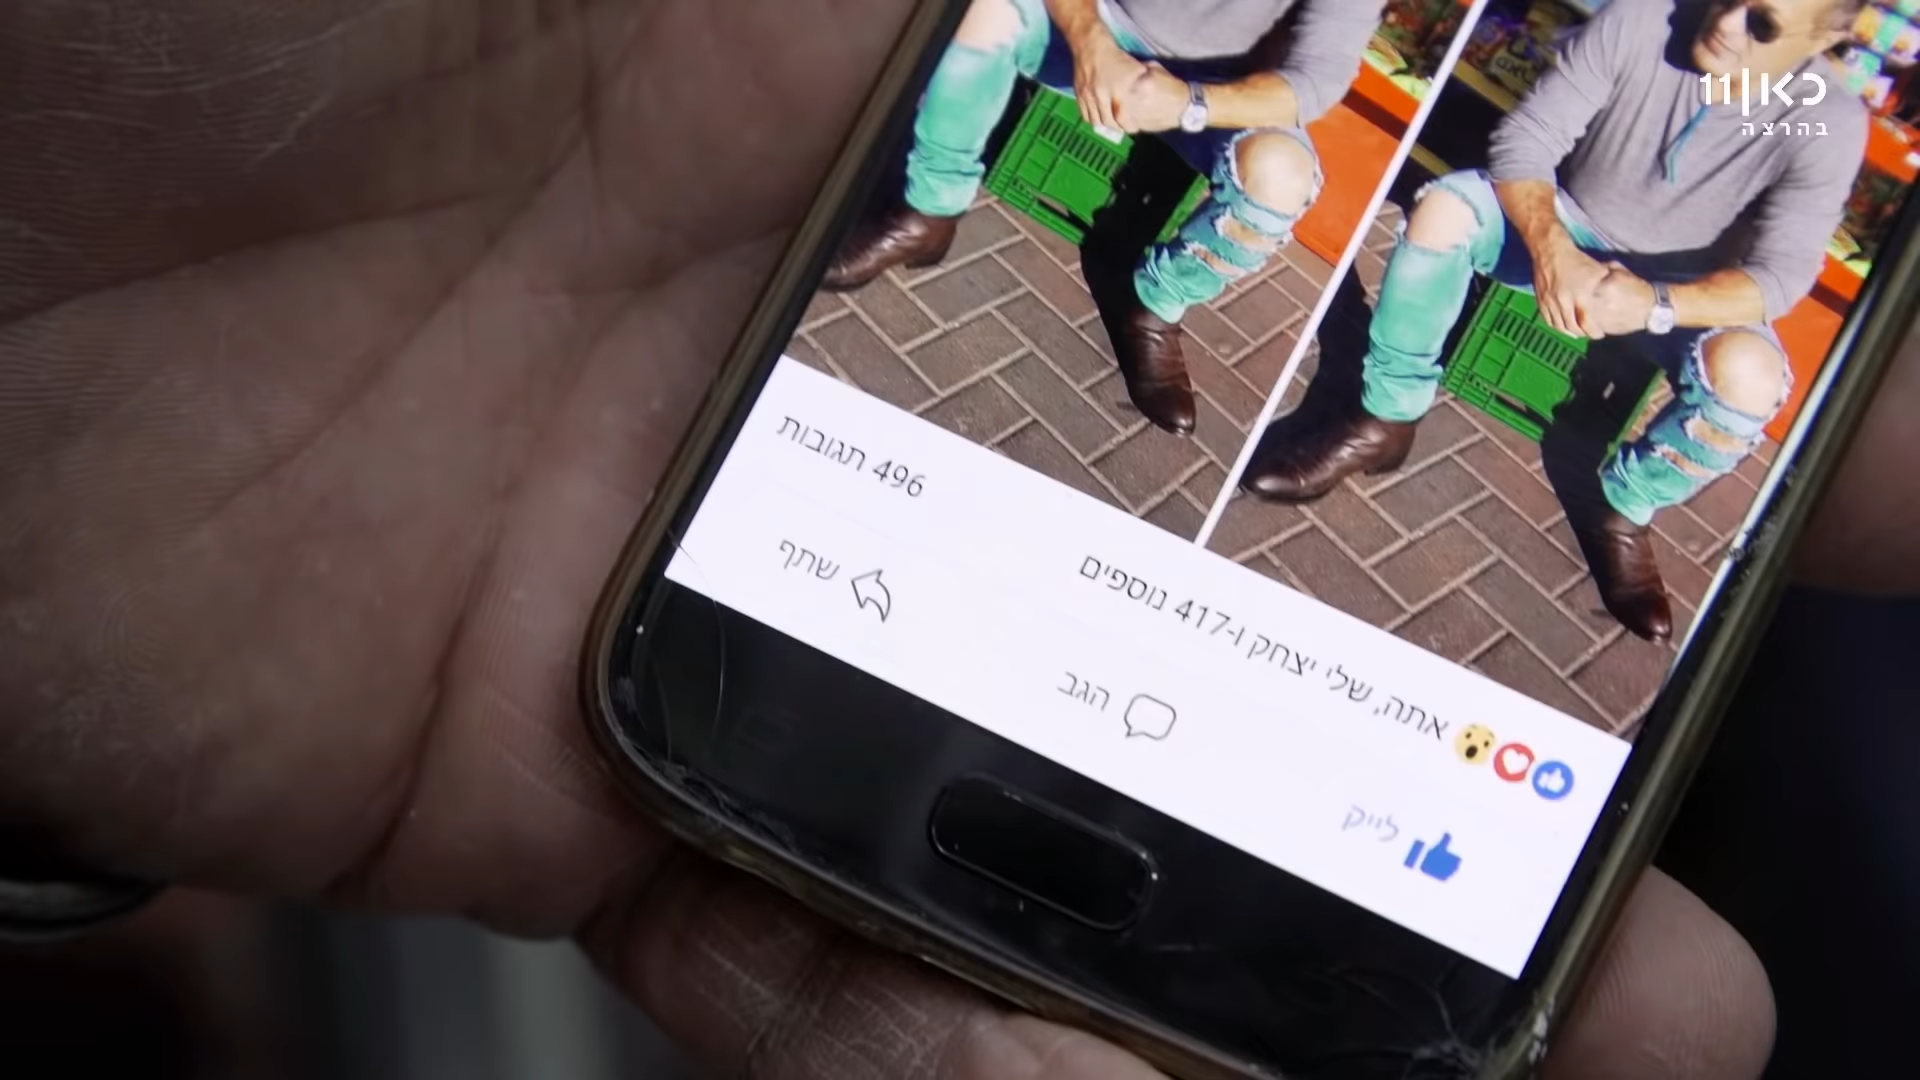 כאן|11
בהרצה
496 תגובות
אתה, שלי יצחק ו-417 נוספים
לייק
הגב
שתף